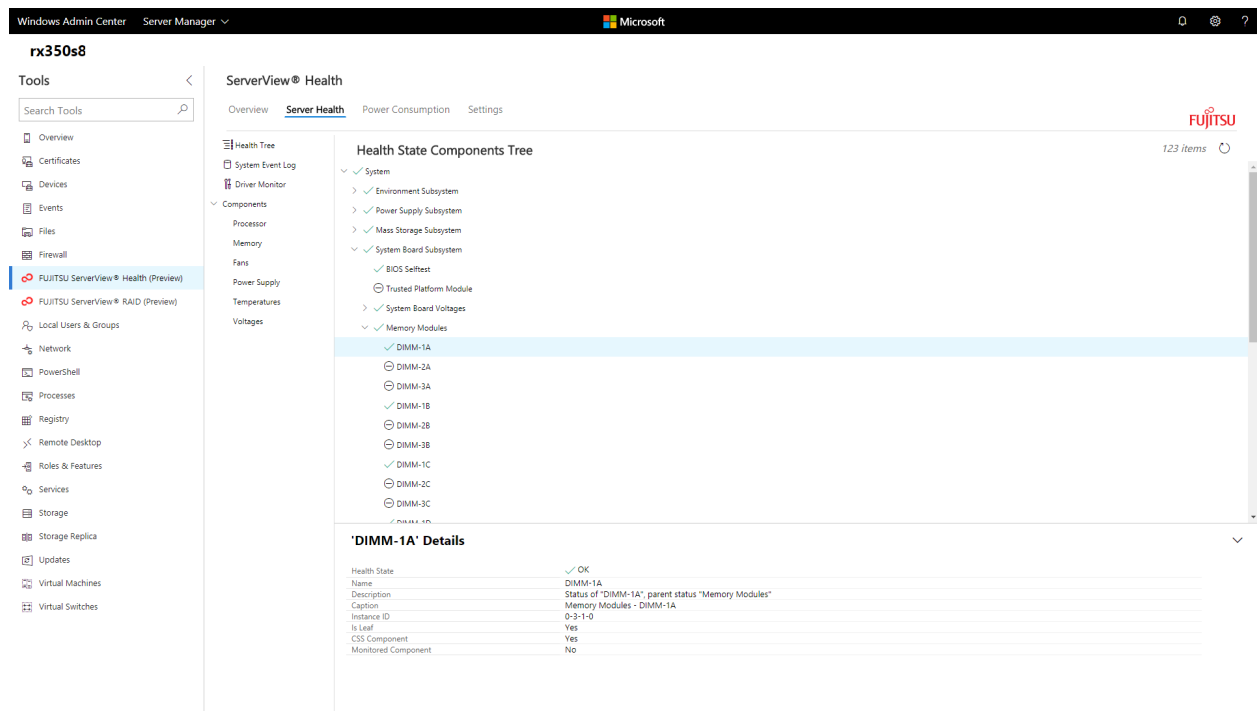 Windows Admin Center Server Manager Microsoft ?
rx350s8
Tools
Search Tools
Overview
Certificates
Devices
Events
Files
Firewall
FUJITSU ServerView® Health (Preview)
FUJITSU ServerView® RAID (Preview)
Local Users & Groups
Network
PowerShell
Processes
Registry
Remote Desktop
Roles & Features
Services
Storage
Storage Replica
Updates
Virtual Machines
Virtual Switches
ServerView® Health
Overview Server Health Power Consumption Settings
FUJITSU
Health Tree
System Event Log
Driver Monitor
Components
Processor
Memory
Fans
Power Supply
Temperatures
Voltages
Health State Components Tree
123 items
System
Environment Subsystem
Power Supply Subsystem
Mass Storage Subsystem
System Board Subsystem
BIOS Selftest
Trusted Platform Module
System Board Voltages
Memory Modules
DIMM-1A
DIMM-2A
DIMM-3A
DIMM-1B
DIMM-2B
DIMM-3B
DIMM-1C
DIMM-2C
DIMM-3C
DIMM-1D
'DIMM-1A' Details
Health State OK
Name DIMM-1A
Description Status of "DIMM-1A", parent status "Memory Modules"
Caption Memory Modules - DIMM-1A
Instance ID 0-3-1-0
Is Leaf Yes
CSS Component Yes
Monitored Component No